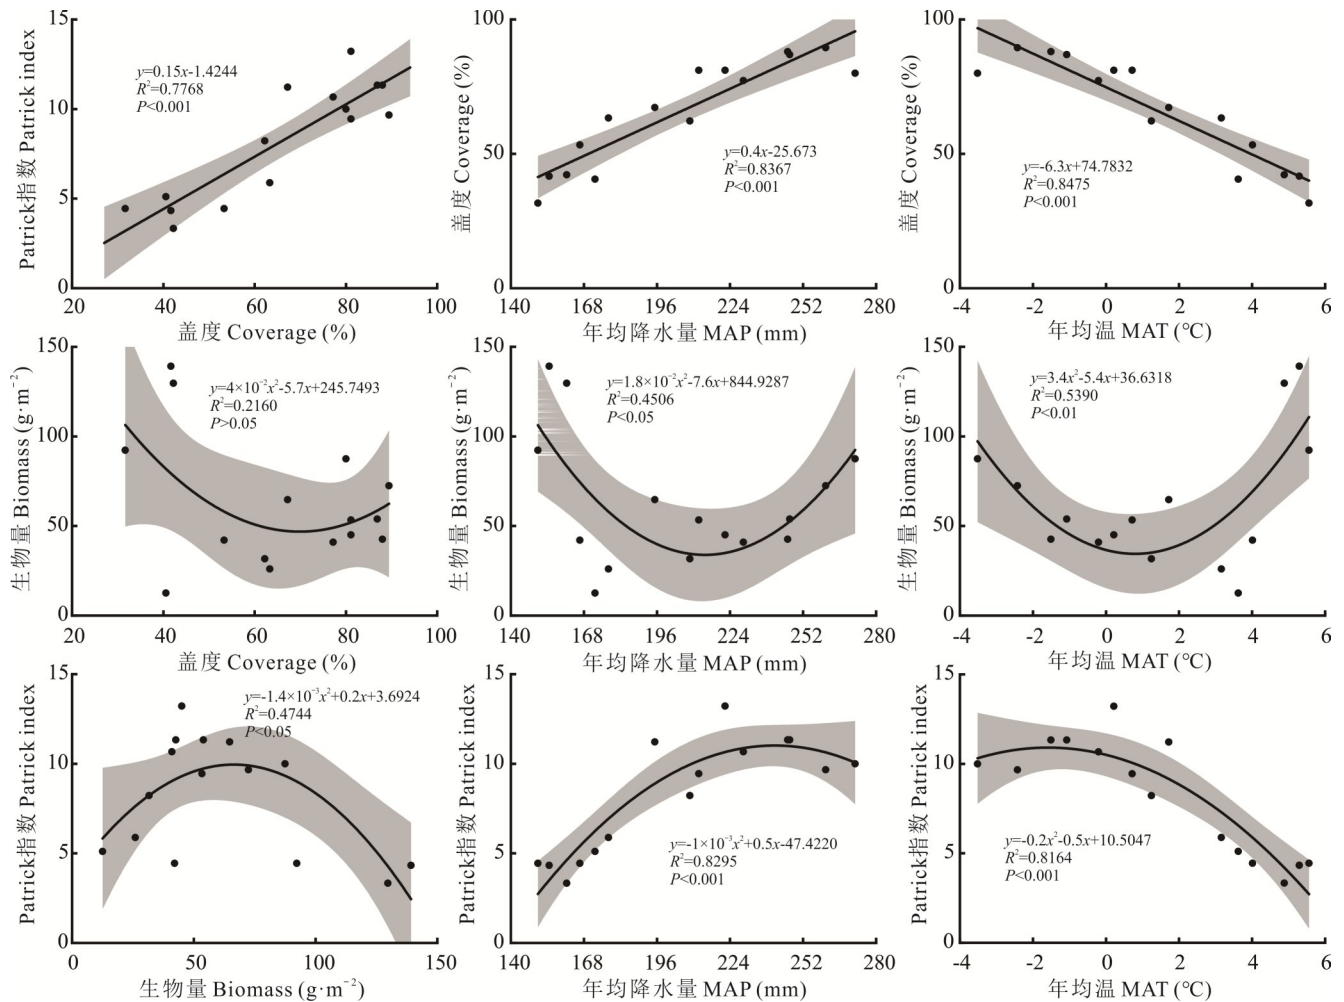 15
10
5
0
20
40
60
80
100
Patrick指数 Patrick index
盖度 Coverage (%)
y=0.15x-1.4244
R²=0.7768
P<0.001
100
50
0
140
168
196
224
252
280
盖度 Coverage (%)
年均降水量 MAP (mm)
y=0.4x-25.673
R²=0.8367
P<0.001
100
50
0
-4
-2
0
2
4
6
盖度 Coverage (%)
年均温 MAT (℃)
y=-6.3x+74.7832
R²=0.8475
P<0.001
150
100
50
0
20
40
60
80
100
生物量 Biomass (g·m⁻²)
盖度 Coverage (%)
y=4×10⁻²x²-5.7x+245.7493
R²=0.2160
P>0.05
150
100
50
0
140
168
196
224
252
280
生物量 Biomass (g·m⁻²)
年均降水量 MAP (mm)
y=1.8×10⁻²x²-7.6x+844.9287
R²=0.4506
P<0.05
150
100
50
0
-4
-2
0
2
4
6
生物量 Biomass (g·m⁻²)
年均温 MAT (℃)
y=3.4x²-5.4x+36.6318
R²=0.5390
P<0.01
15
10
5
0
50
100
150
Patrick指数 Patrick index
生物量 Biomass (g·m⁻²)
y=-1.4×10⁻³x²+0.2x+3.6924
R²=0.4744
P<0.05
15
10
5
0
140
168
196
224
252
280
Patrick指数 Patrick index
年均降水量 MAP (mm)
y=-1×10⁻³x²+0.5x-47.4220
R²=0.8295
P<0.001
15
10
5
0
-4
-2
0
2
4
6
Patrick指数 Patrick index
年均温 MAT (℃)
y=-0.2x²-0.5x+10.5047
R²=0.8164
P<0.001